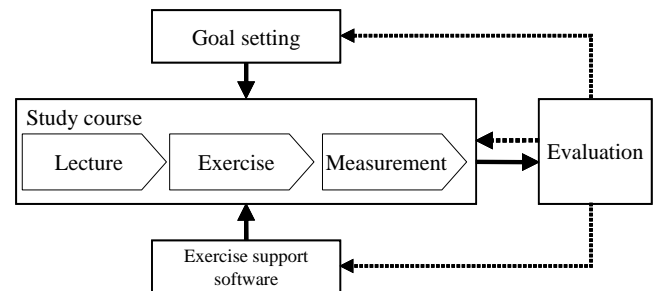 Goal setting
Study course
Lecture
Exercise
Measurement
Evaluation
Exercise support
software